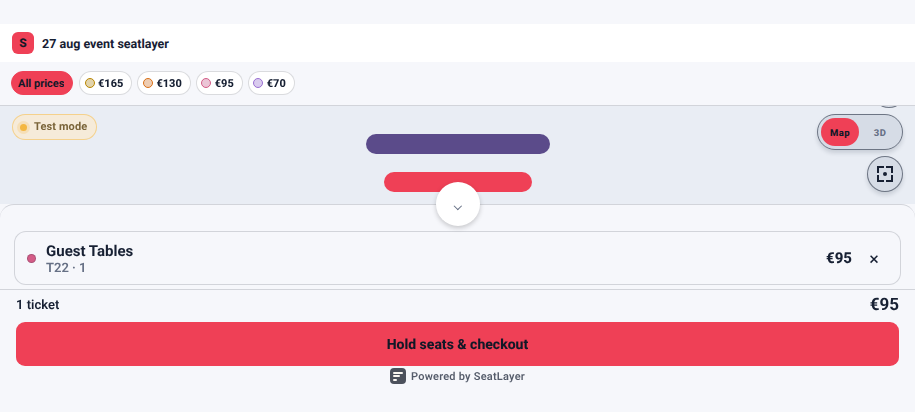 S 27 aug event seatlayer
All prices €165 €130 €95 €70
Test mode
Map 3D
Guest Tables
T22 · 1
€95 ×
1 ticket €95
Hold seats & checkout
Powered by SeatLayer